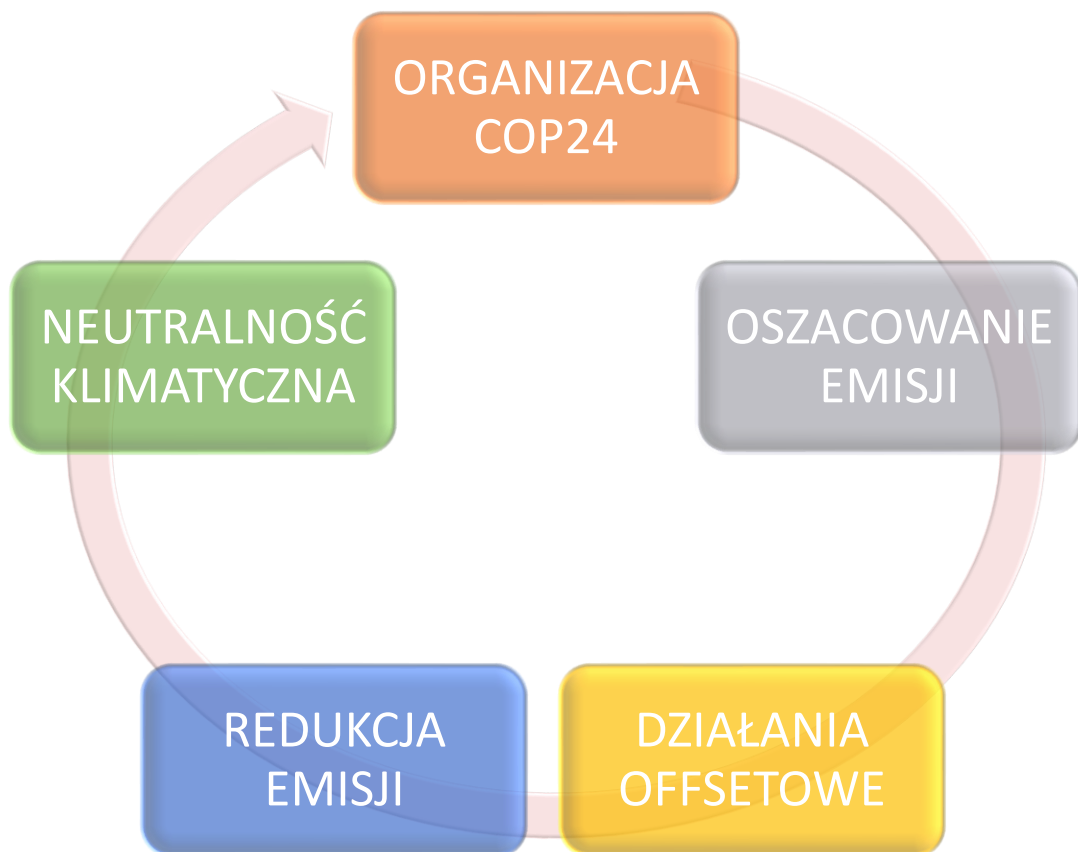 ORGANIZACJA
COP24
OSZACOWANIE
EMISJI
DZIAŁANIA
OFFSETOWE
REDUKCJA
EMISJI
NEUTRALNOŚĆ
KLIMATYCZNA